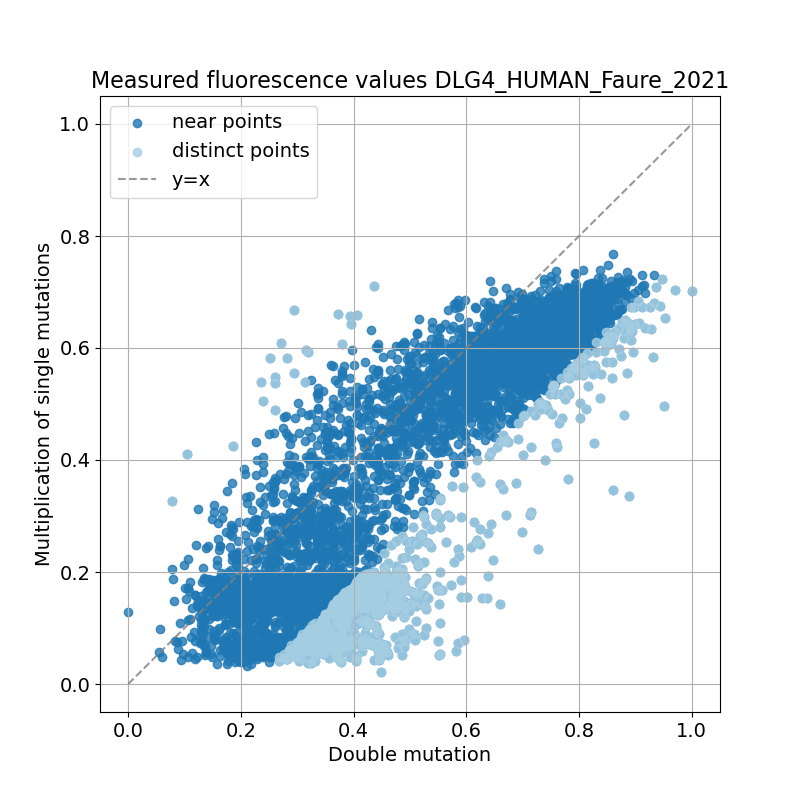 Measured fluorescence values DLG4_HUMAN_Faure_2021
near points
distinct points
y=x
Multiplication of single mutations
1.0
0.8
0.6
0.4
0.2
0.0
0.0 0.2 0.4 0.6 0.8 1.0
Double mutation